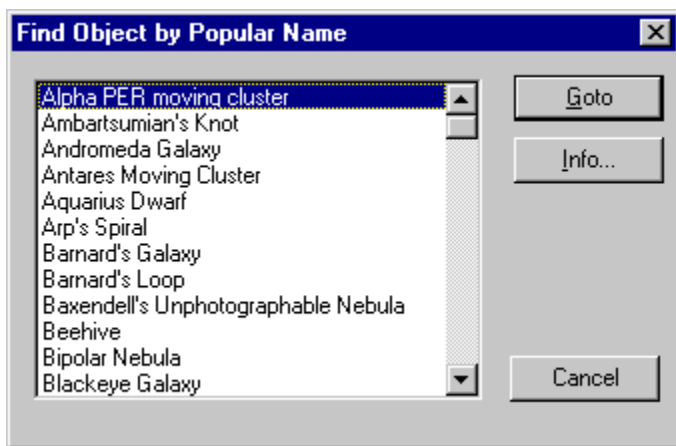 Find Object by Popular Name
Alpha PER moving cluster
Ambartsumian's Knot
Andromeda Galaxy
Antares Moving Cluster
Aquarius Dwarf
Arp's Spiral
Barnard's Galaxy
Barnard's Loop
Baxendell's Unphotographable Nebula
Beehive
Bipolar Nebula
Blackeye Galaxy
Goto
Info...
Cancel